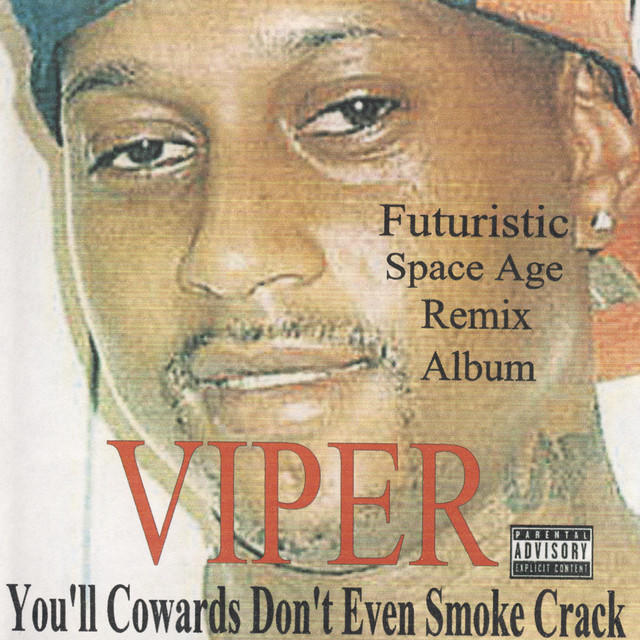 Futuristic
Space Age
Remix
Album
VIPER
PARENTAL
ADVISORY
EXPLICIT CONTENT
You'll Cowards Don't Even Smoke Crack